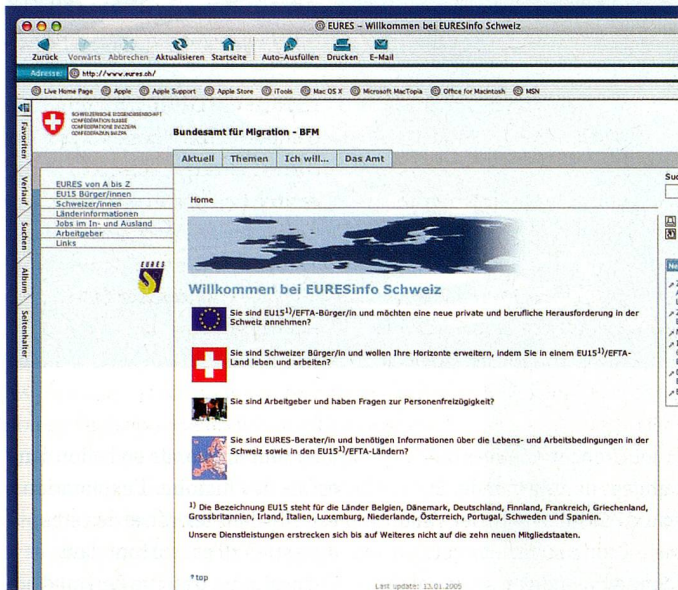 EURES – Willkommen bei EURESinfo Schweiz
Zurück Vorwärts Abbrechen Aktualisieren Startseite Auto-Ausfüllen Drucken E-Mail
Adresse: http://www.eures.ch/
Live Home Page Apple Apple Support Apple Store iTools Mac OS X Microsoft MacTopia Office for Macintosh MSN
Favoriten
Verlauf
Suchen
Album
Seitenhalter
SCHWEIZERISCHE EIDGENOSSENSCHAFT
CONFÉDÉRATION SUISSE
CONFEDERAZIONE SVIZZERA
CONFEDERAZIUN SVIZRA
Bundesamt für Migration - BFM
Aktuell Themen Ich will... Das Amt
EURES von A bis Z
EU15 Bürger/innen
Schweizer/innen
Länderinformationen
Jobs im In- und Ausland
Arbeitgeber
Links
EURES
Home
Willkommen bei EURESinfo Schweiz
Sie sind EU15¹⁾/EFTA-Bürger/in und möchten eine neue private und berufliche Herausforderung in der
Schweiz annehmen?
Sie sind Schweizer Bürger/in und wollen Ihre Horizonte erweitern, indem Sie in einem EU15¹⁾/EFTA-
Land leben und arbeiten?
Sie sind Arbeitgeber und haben Fragen zur Personenfreizügigkeit?
Sie sind EURES-Berater/in und benötigen Informationen über die Lebens- und Arbeitsbedingungen in der
Schweiz sowie in den EU15¹⁾/EFTA-Ländern?
¹⁾ Die Bezeichnung EU15 steht für die Länder Belgien, Dänemark, Deutschland, Finnland, Frankreich, Griechenland,
Grossbritannien, Irland, Italien, Luxemburg, Niederlande, Österreich, Portugal, Schweden und Spanien.
Unsere Dienstleistungen erstrecken sich bis auf Weiteres nicht auf die zehn neuen Mitgliedstaaten.
top
Last update: 13.01.2005